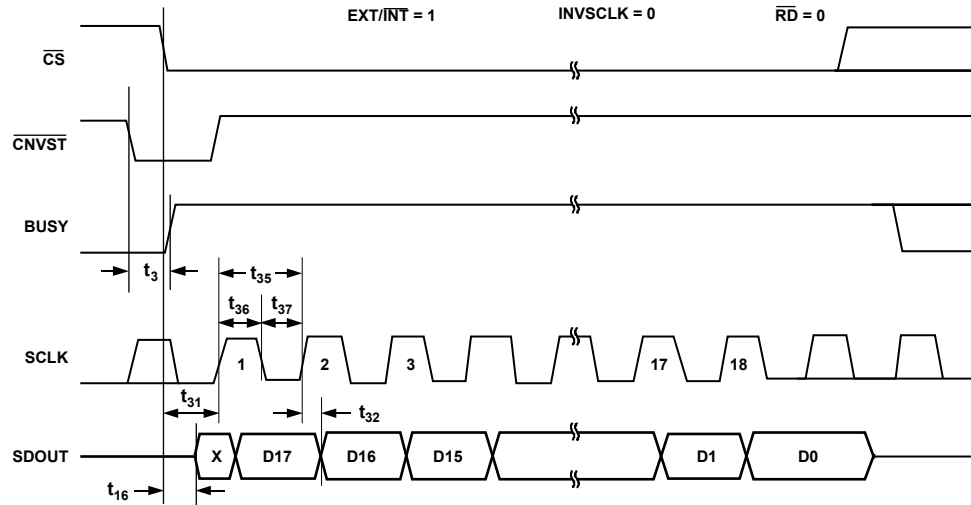 EXT/INT = 1 INVSCLK = 0 RD = 0
CS
CNVST
BUSY
t3
t35
t36 t37
SCLK 1 2 3 17 18
t31
t32
SDOUT X D17 D16 D15 D1 D0
t16